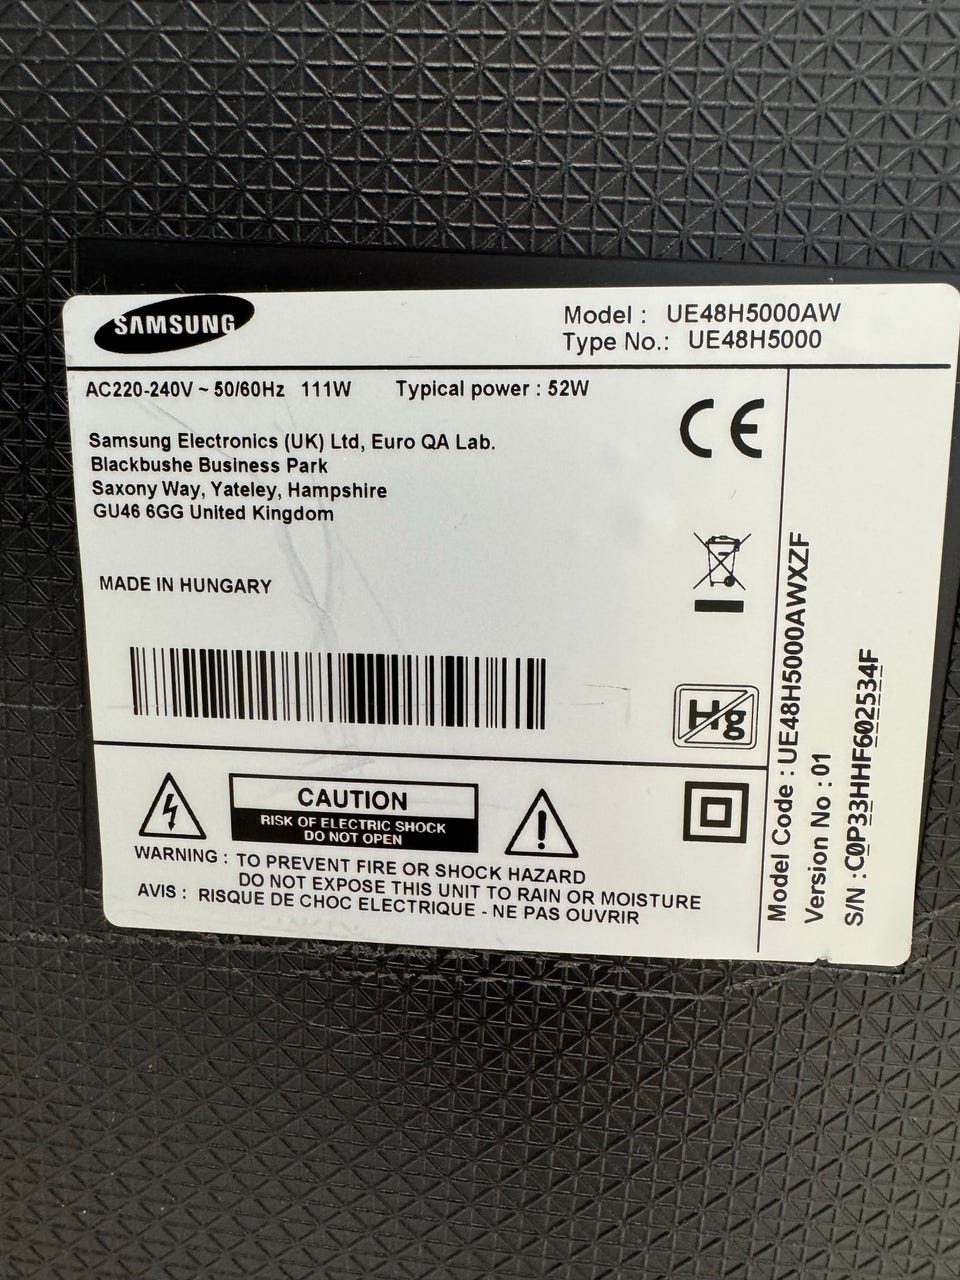 SAMSUNG
Model : UE48H5000AW
Type No.: UE48H5000
AC220-240V ~ 50/60Hz 111W Typical power : 52W
Samsung Electronics (UK) Ltd, Euro QA Lab.
Blackbushe Business Park
Saxony Way, Yateley, Hampshire
GU46 6GG United Kingdom
CE
MADE IN HUNGARY
Hg
CAUTION
RISK OF ELECTRIC SHOCK
DO NOT OPEN
WARNING : TO PREVENT FIRE OR SHOCK HAZARD
DO NOT EXPOSE THIS UNIT TO RAIN OR MOISTURE
AVIS : RISQUE DE CHOC ELECTRIQUE - NE PAS OUVRIR
Model Code : UE48H5000AWXZF
Version No : 01
S/N : C0P33HHF602534F